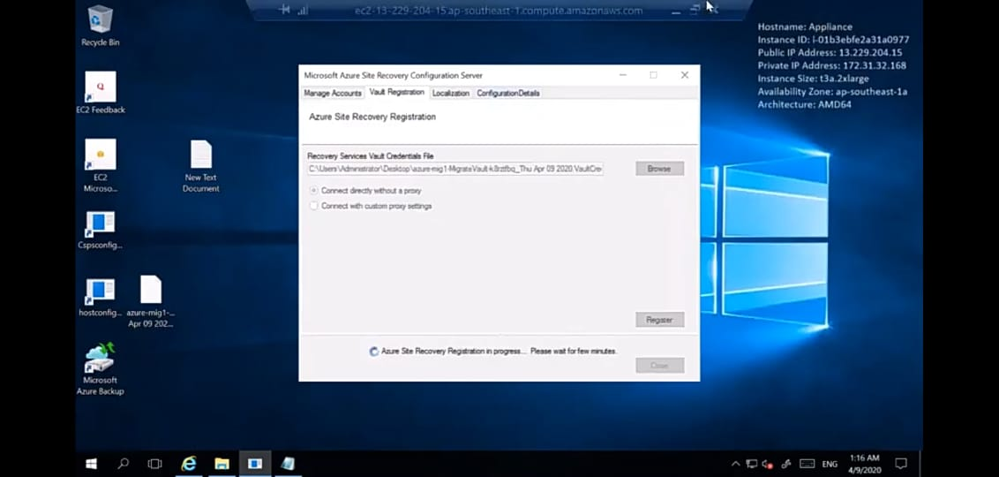 ec2-13-229-204-15.ap-southeast-1.compute.amazonaws.com
Recycle Bin
EC2 Feedback
EC2
Microso...
New Text
Document
Cspsconfig...
hostconfig...
azure-mig1-...
Apr 09 202...
Microsoft
Azure Backup
Hostname: Appliance
Instance ID: i-01b3ebfe2a31a0977
Public IP Address: 13.229.204.15
Private IP Address: 172.31.32.168
Instance Size: t3a.2xlarge
Availability Zone: ap-southeast-1a
Architecture: AMD64
Microsoft Azure Site Recovery Configuration Server
Manage Accounts Vault Registration Localization ConfigurationDetails
Azure Site Recovery Registration
Recovery Services Vault Credentials File
C:\Users\Administrator\Desktop\azure-mig1-MigrateVault-k8rztfbq_Thu Apr 09 2020.VaultCre
Browse
Connect directly without a proxy
Connect with custom proxy settings
Register
Azure Site Recovery Registration in progress.... Please wait for few minutes.
Close
ENG
1:16 AM
4/9/2020